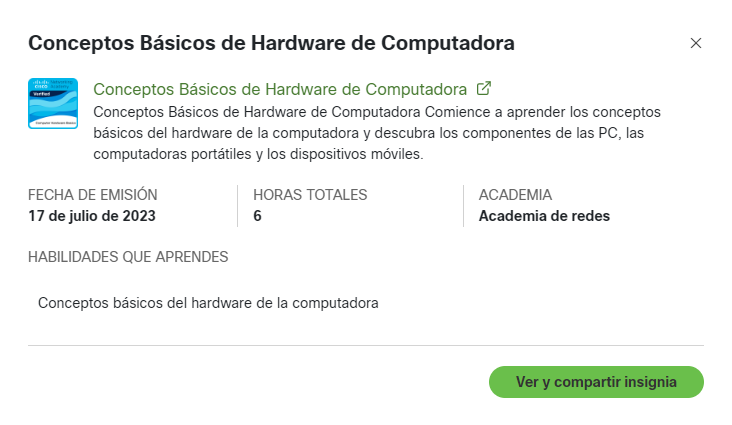 Conceptos Básicos de Hardware de Computadora
Verified
Conceptos Básicos de Hardware de Computadora
Conceptos Básicos de Hardware de Computadora Comience a aprender los conceptos
básicos del hardware de la computadora y descubra los componentes de las PC, las
computadoras portátiles y los dispositivos móviles.
FECHA DE EMISIÓN
17 de julio de 2023
HORAS TOTALES
6
ACADEMIA
Academia de redes
HABILIDADES QUE APRENDES
Conceptos básicos del hardware de la computadora
Ver y compartir insignia